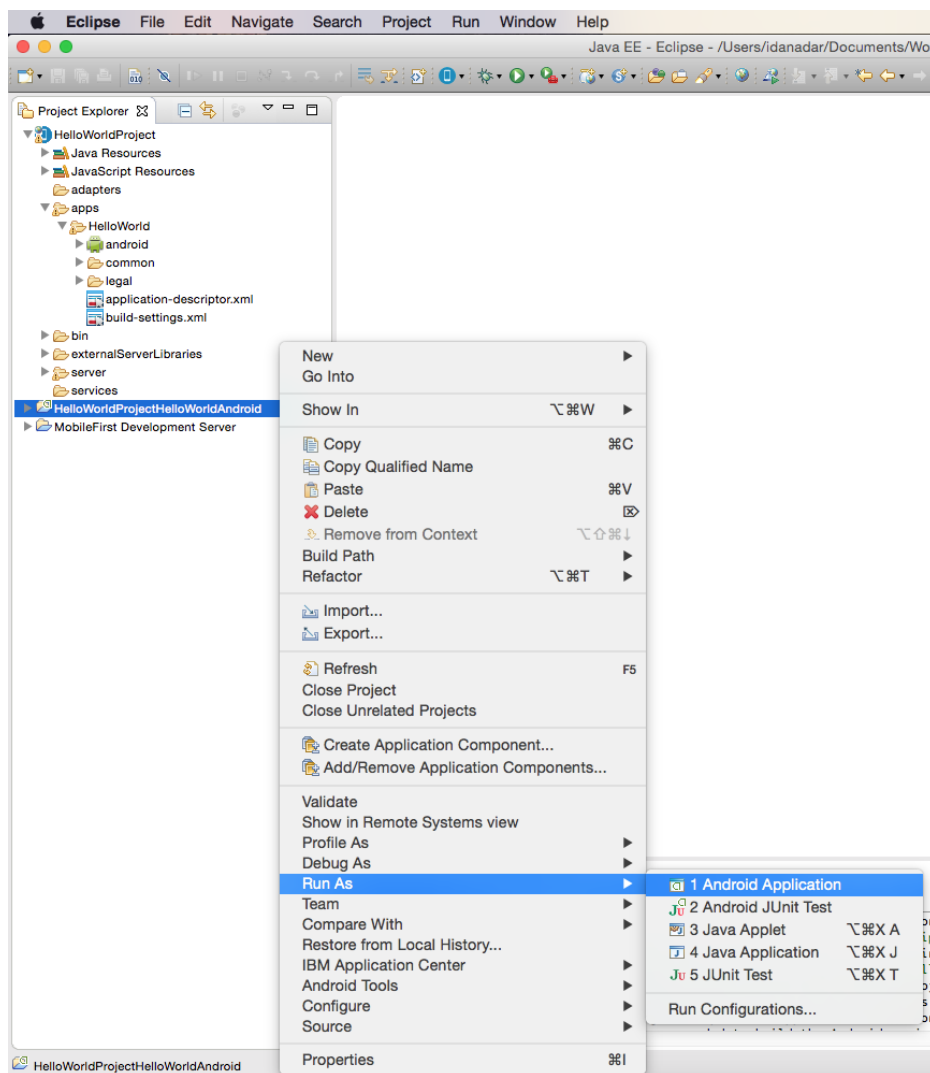 Eclipse File Edit Navigate Search Project Run Window Help
Java EE - Eclipse - /Users/idanadar/Documents/Wo
Project Explorer
HelloWorldProject
Java Resources
JavaScript Resources
adapters
apps
HelloWorld
android
common
legal
application-descriptor.xml
build-settings.xml
bin
externalServerLibraries
server
services
HelloWorldProjectHelloWorldAndroid
MobileFirst Development Server
New
Go Into
Show In ⌥⌘W
Copy ⌘C
Copy Qualified Name
Paste ⌘V
Delete ⌦
Remove from Context ⌥⇧⌘↓
Build Path
Refactor ⌥⌘T
Import...
Export...
Refresh F5
Close Project
Close Unrelated Projects
Create Application Component...
Add/Remove Application Components...
Validate
Show in Remote Systems view
Profile As
Debug As
Run As
Team
Compare With
Restore from Local History...
IBM Application Center
Android Tools
Configure
Source
Properties ⌘I
1 Android Application
2 Android JUnit Test
3 Java Applet ⌥⌘X A
4 Java Application ⌥⌘X J
5 JUnit Test ⌥⌘X T
Run Configurations...
HelloWorldProjectHelloWorldAndroid